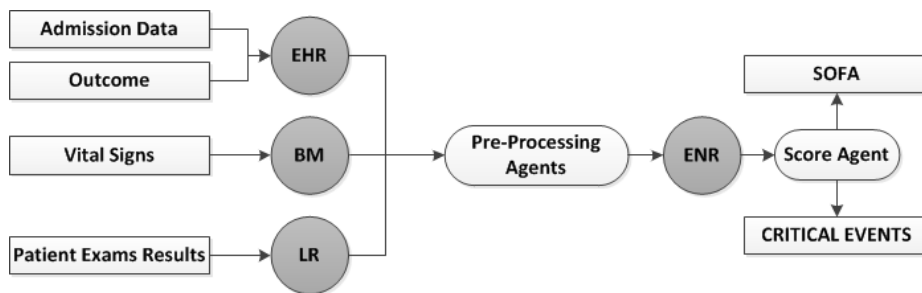 Admission Data
Outcome
EHR
Vital Signs
BM
Patient Exams Results
LR
Pre-Processing
Agents
ENR
Score Agent
SOFA
CRITICAL EVENTS